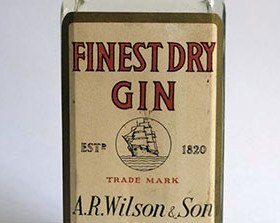 FINEST DRY
GIN
ESTD 1820
TRADE MARK
A.R. Wilson & Son